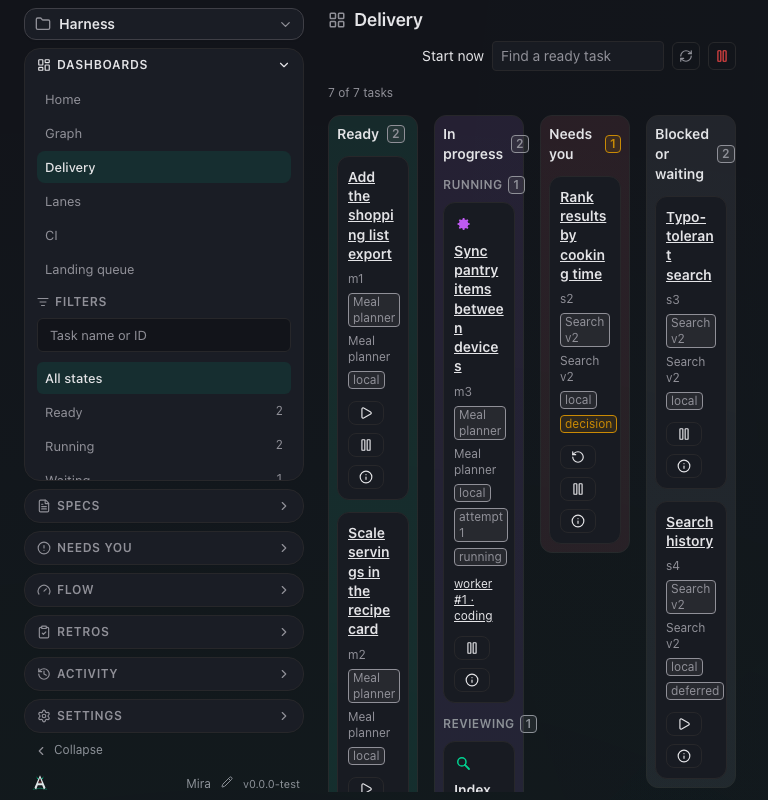 Harness
DASHBOARDS
Home
Graph
Delivery
Lanes
CI
Landing queue
FILTERS
Task name or ID
All states
Ready 2
Running 2
Waiting 1
SPECS
NEEDS YOU
FLOW
RETROS
ACTIVITY
SETTINGS
Collapse
A Mira v0.0.0-test
Delivery
Start now Find a ready task
7 of 7 tasks
Ready 2
Add
the
shoppi
ng list
export
m1
Meal
planner
Meal
planner
local
Scale
servin
gs in
the
recipe
card
m2
Meal
planner
Meal
planner
local
In
progress 2
RUNNING 1
Sync
pantry
items
betwee
n
device
s
m3
Meal
planner
Meal
planner
local
attempt
1
running
worker
#1 ·
coding
REVIEWING 1
Index
Needs
you 1
Rank
results
by
cookin
g time
s2
Search
v2
Search
v2
local
decision
Blocked
or
waiting 2
Typo-
toleran
t
search
s3
Search
v2
Search
v2
local
Search
history
s4
Search
v2
Search
v2
local
deferred